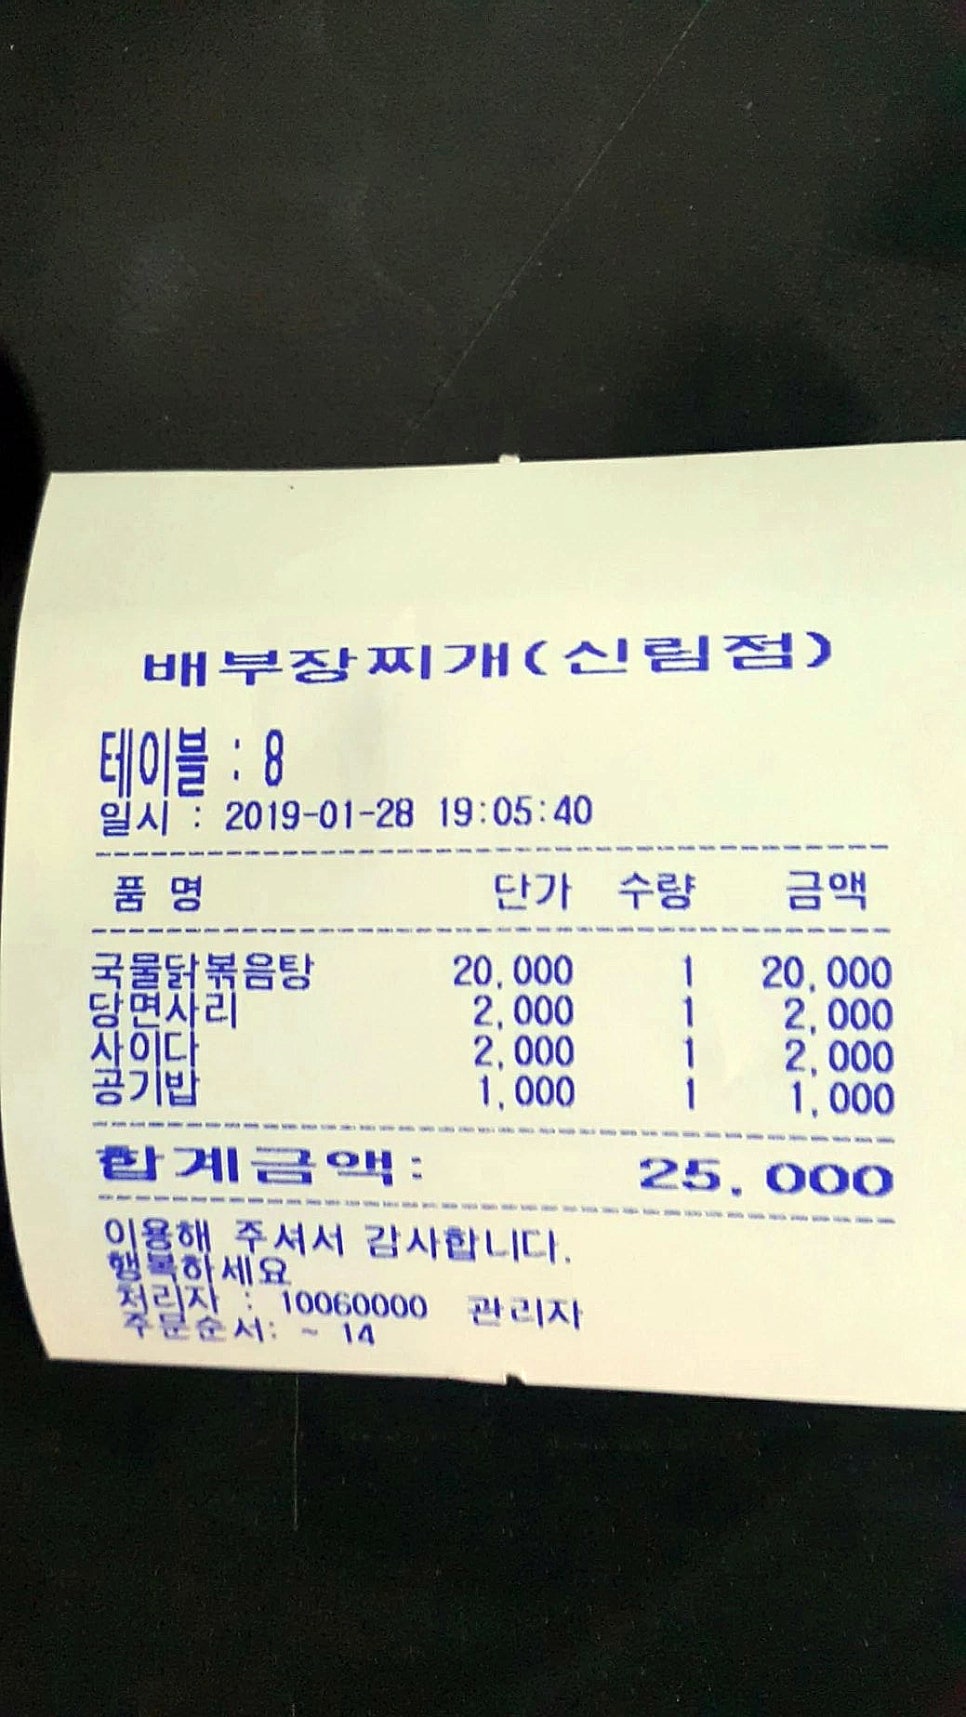 배부장찌개(신림점)
테이블 : 8
일시 : 2019-01-28 19:05:40
품 명 단가 수량 금액
국물닭볶음탕 20,000 1 20,000
당면사리 2,000 1 2,000
사이다 2,000 1 2,000
공기밥 1,000 1 1,000
합계금액: 25,000
이용해 주셔서 감사합니다.
행복하세요
처리자 : 10060000 관리자
주문순서: ~ 14